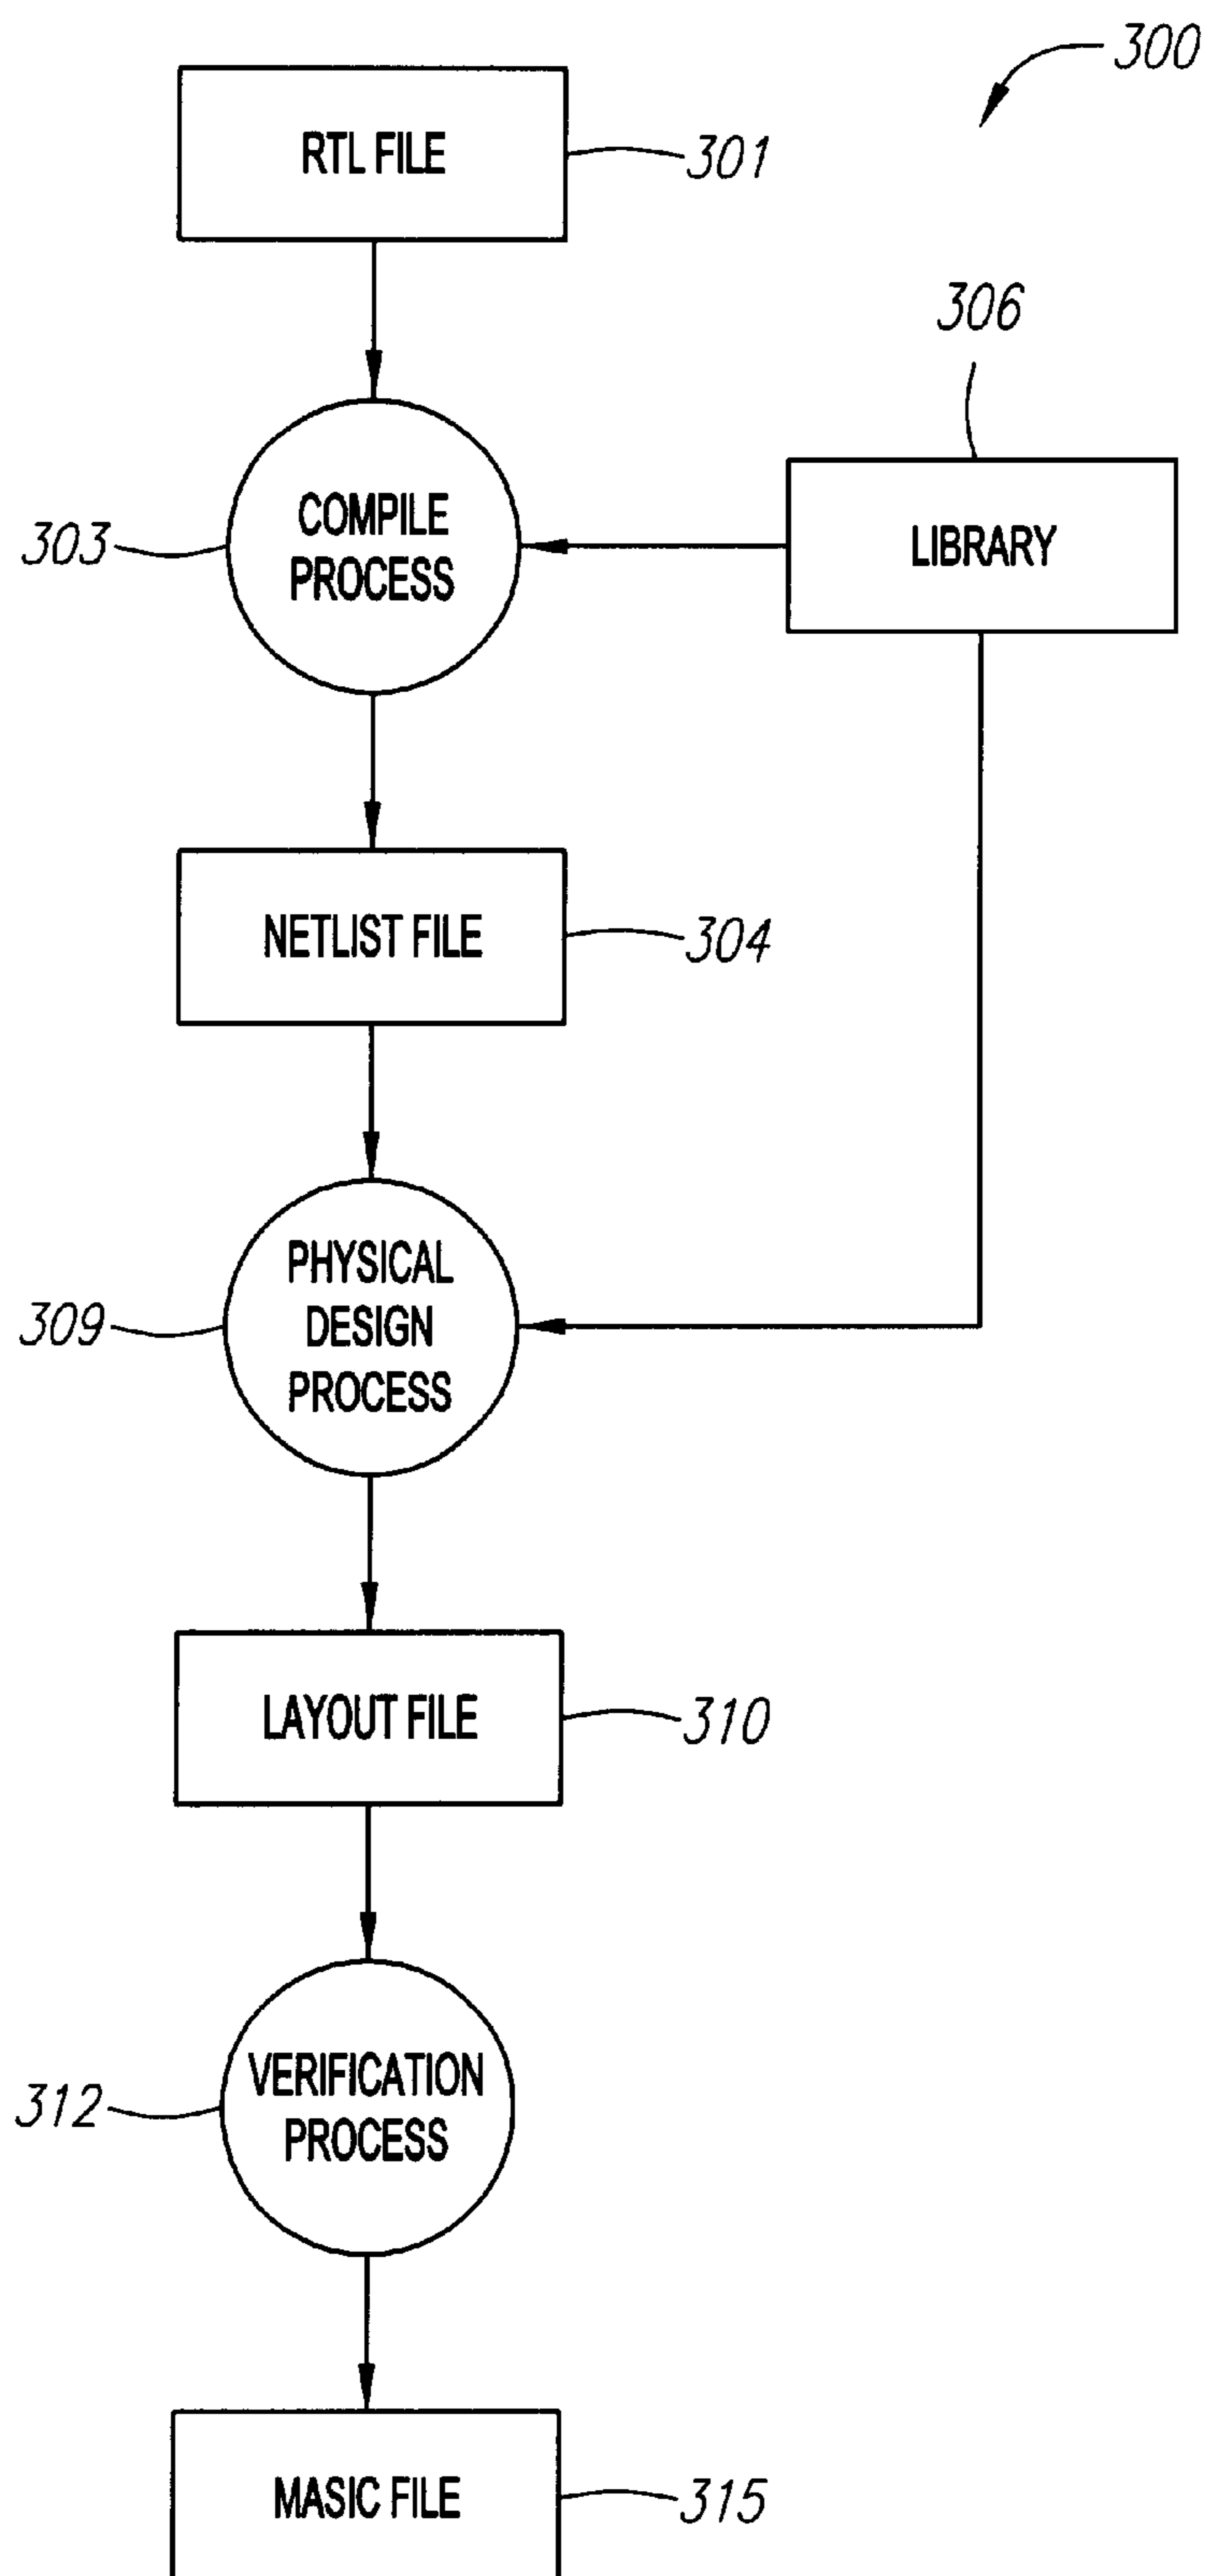 300
RTL FILE
301
306
COMPILE
PROCESS
303
LIBRARY
NETLIST FILE
304
PHYSICAL
DESIGN
PROCESS
309
LAYOUT FILE
310
VERIFICATION
PROCESS
312
MASIC FILE
315